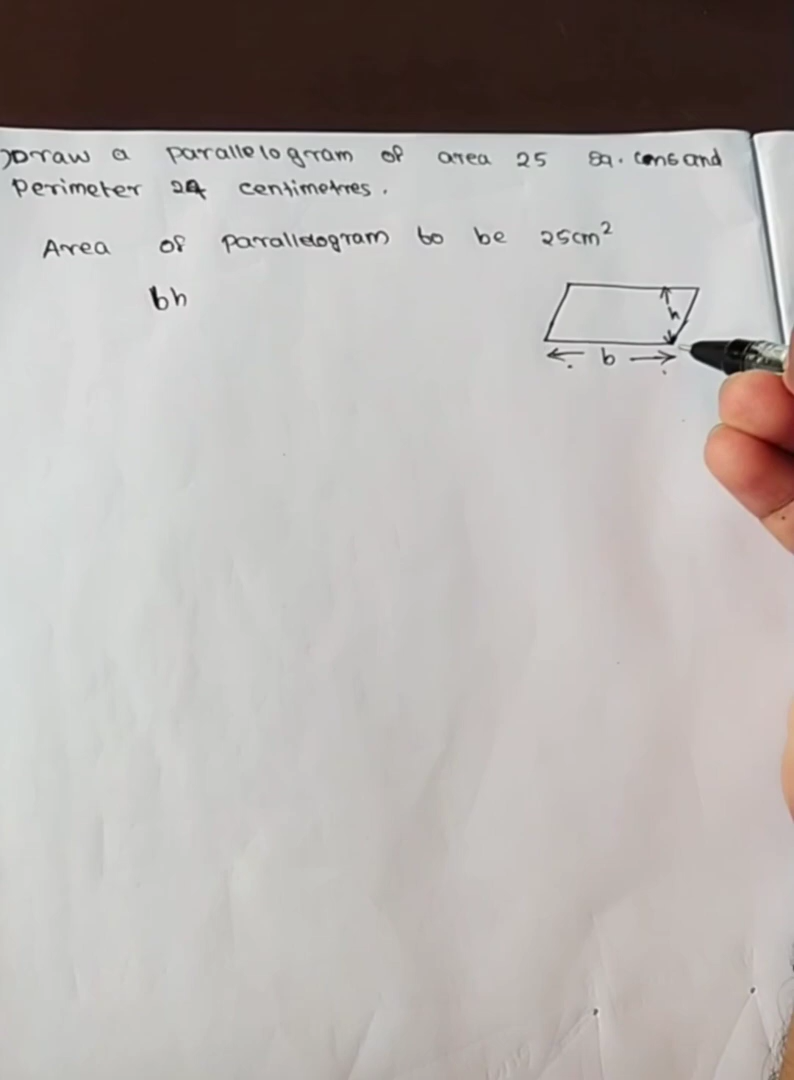 Draw a parallelogram of area 25 sq. cms and
Perimeter 24 centimetres.
Area of parallelogram to be 25cm²
bh
h
b